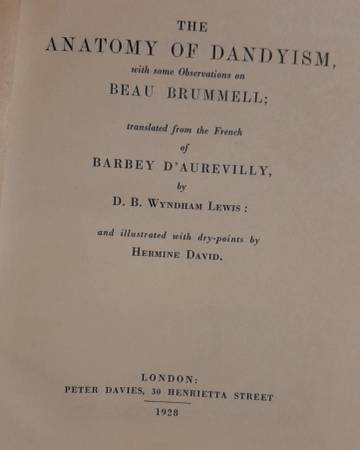 THE
ANATOMY OF DANDYISM,
with some Observations on
BEAU BRUMMELL;
translated from the French
of
BARBEY D'AUREVILLY,
by
D. B. WYNDHAM LEWIS:
and illustrated with dry-points by
HERMINE DAVID.
LONDON:
PETER DAVIES, 30 HENRIETTA STREET
1928